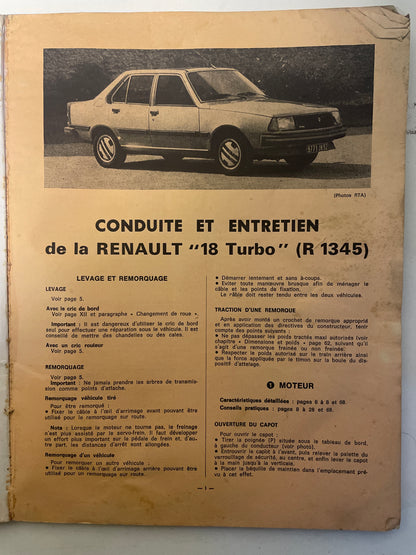 (Photos RTA)
CONDUITE ET ENTRETIEN
de la RENAULT "18 Turbo" (R 1345)
LEVAGE ET REMORQUAGE
LEVAGE
Voir page 5.
Avec le cric de bord
Voir page XII et paragraphe « Changement de roue ».
Important : Il est dangereux d'utiliser le cric de bord
seul pour effectuer une réparation sous le véhicule. Il est
conseillé de mettre des chandelles ou des cales.
Avec un cric rouleur
Voir page 5.
REMORQUAGE
Voir page 5.
Important : Ne jamais prendre les arbres de transmis-
sion comme points d'attache.
Remorquage véhicule tiré
Pour être remorqué :
● Fixer le câble à l'œil d'arrimage avant pouvant être
utilisé pour le remorquage sur route.
Nota : Lorsque le moteur ne tourne pas, le freinage
n'est plus assisté par le servo-frein, il faut développer
un effort plus important sur la pédale de frein et, d'au-
tre part, les distances d'arrêt sont allongées.
Remorquage d'un véhicule
Pour remorquer un autre véhicule :
● Fixer le câble à l'œil d'arrimage arrière pouvant être
utilisé pour un remorquage sur route.
● Démarrer lentement et sans à-coups.
● Eviter toute manœuvre brusque afin de ménager le
câble et les points de fixation.
Le câble doit rester tendu entre les deux véhicules.
TRACTION D'UNE REMORQUE
Après avoir monté un crochet de remorque approprié
et en application des directives du constructeur, tenir
compte des points suivants :
● Ne pas dépasser les poids tractés maxi autorisés (voir
chapitre « Dimensions et poids » page 62, suivant qu'il
s'agit d'une remorque freinée ou non freinée).
● Respecter le poids autorisé sur le train arrière ainsi
que la force appliquée par le timon sur la boule du dis-
positif d'attelage.
❶ MOTEUR
Caractéristiques détaillées : pages 6 à 8 et 68.
Conseils pratiques : pages 9 à 26 et 68.
OUVERTURE DU CAPOT
Pour ouvrir le capot :
● Tirer la poignée (P) située sous le tableau de bord,
à gauche du conducteur (voir photo).
● Entrouvrir le capot à l'avant, puis relever la palette du
verrouillage de sécurité, au centre, et enfin lever le capot
à la main jusqu'à la verticale.
● Placer la béquille de maintien dans l'emplacement pré-
vu à cet effet.
— I —